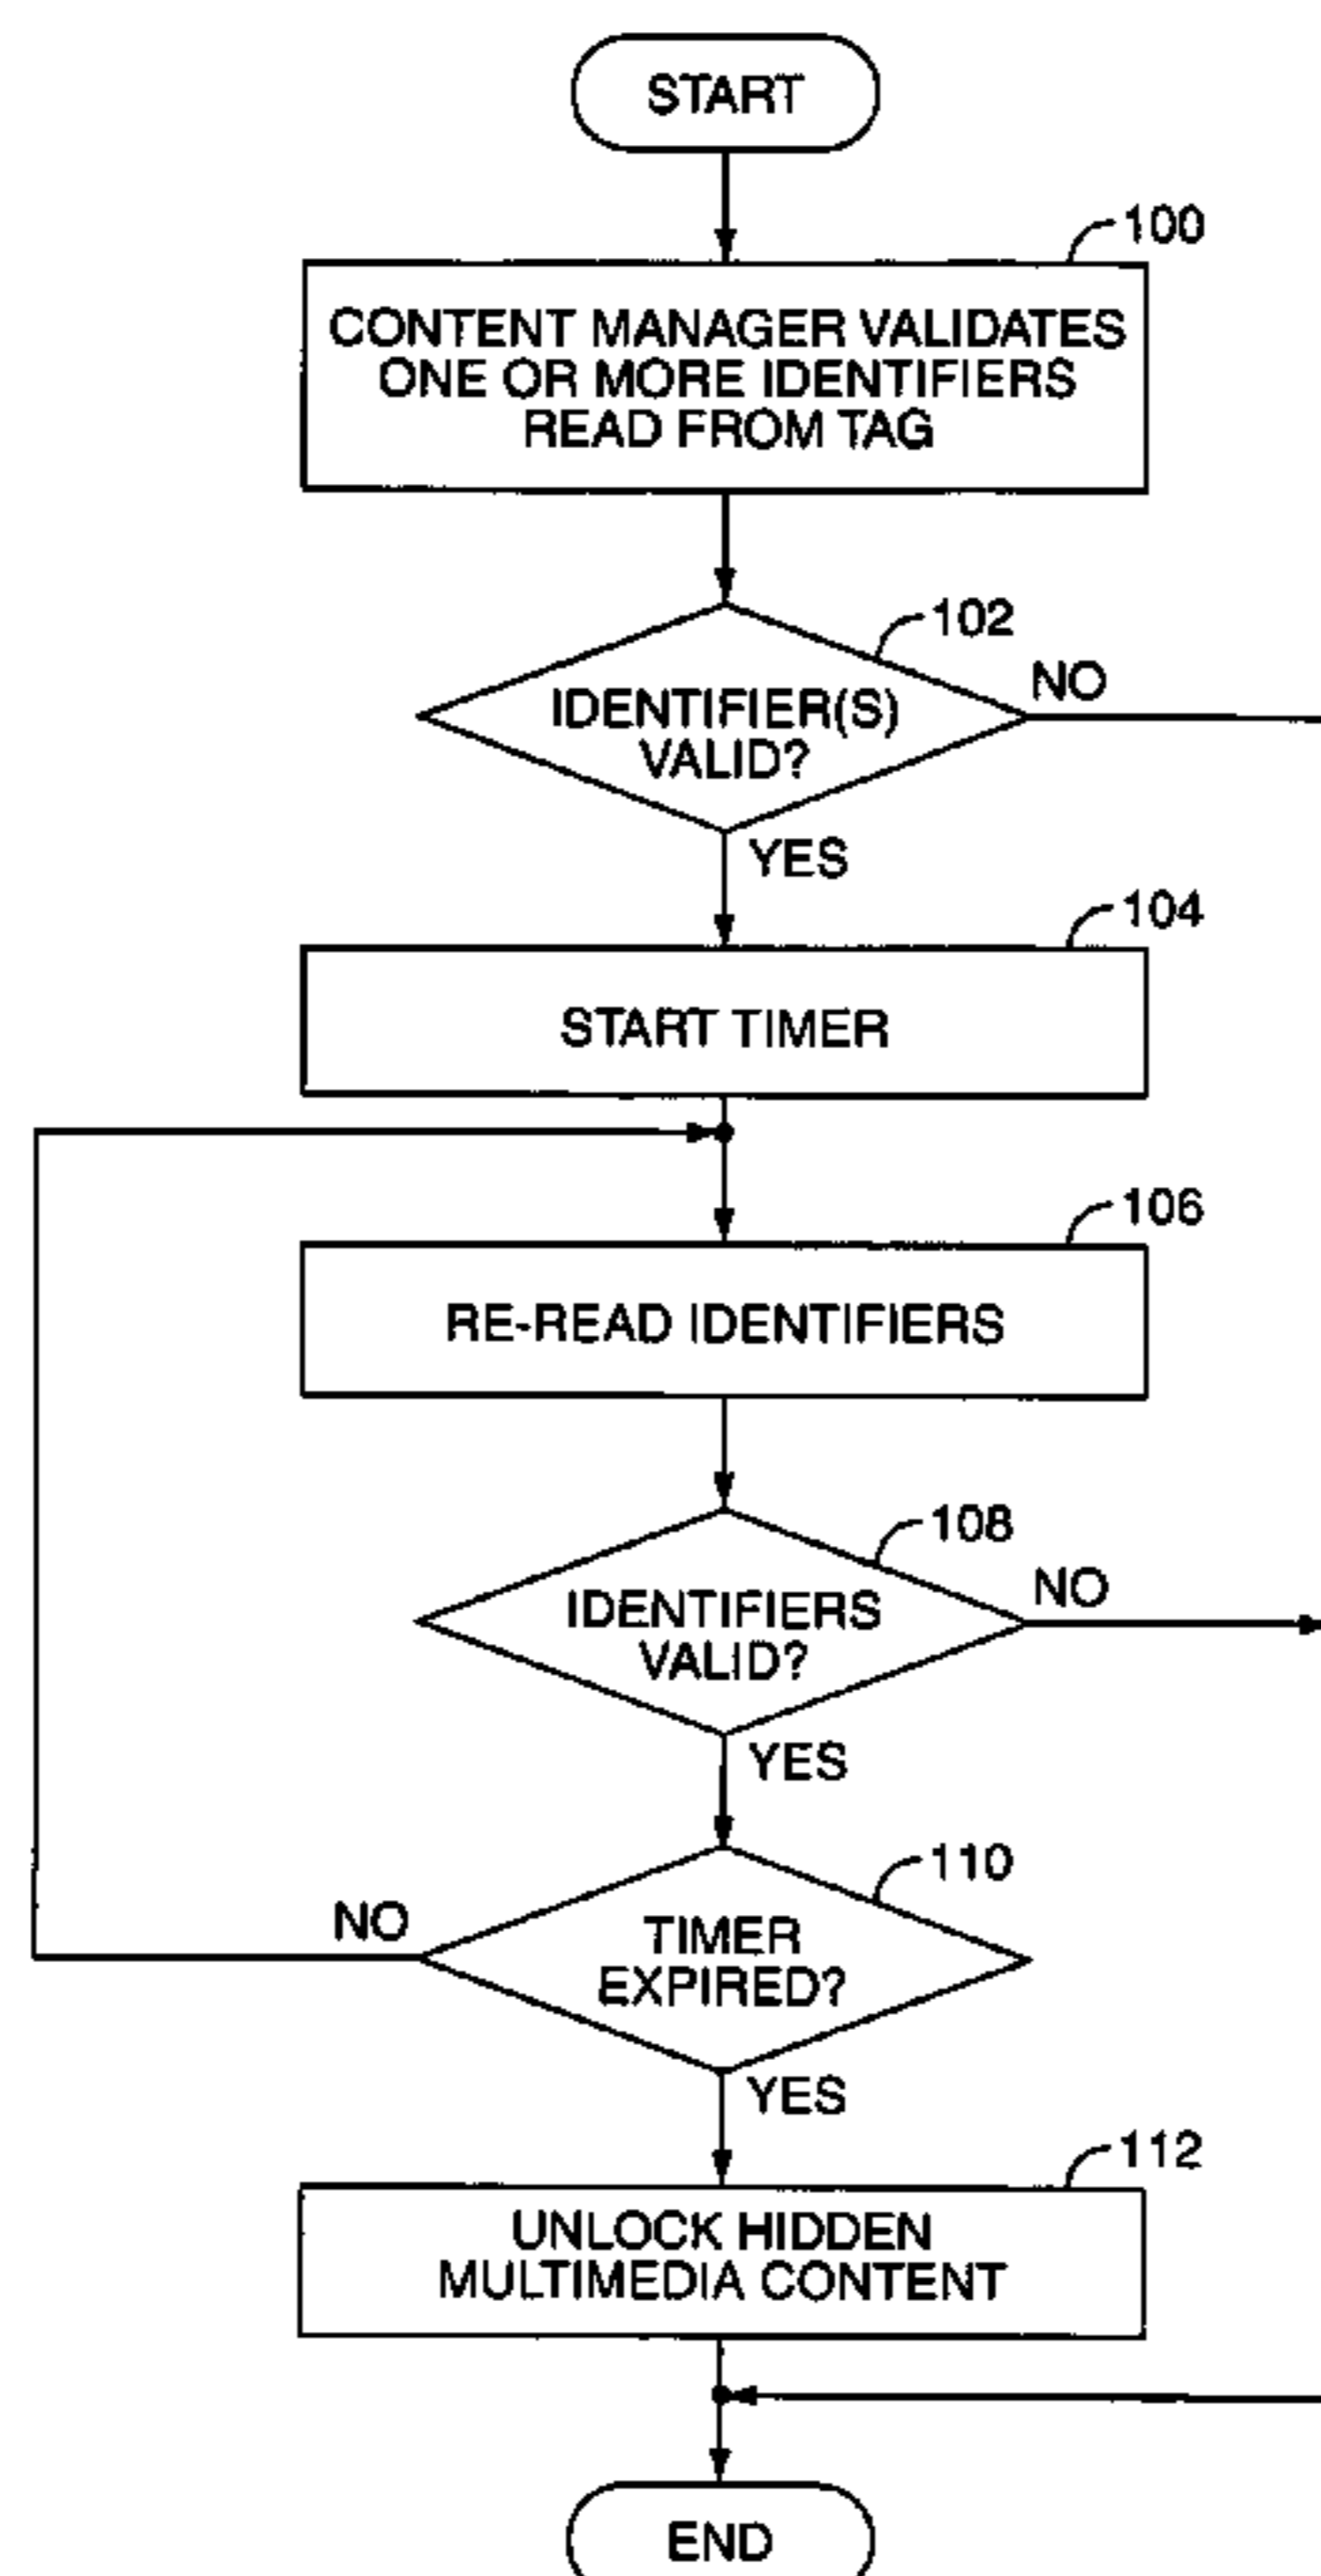 START
100
CONTENT MANAGER VALIDATES
ONE OR MORE IDENTIFIERS
READ FROM TAG
102
NO
IDENTIFIER(S)
VALID?
YES
104
START TIMER
106
RE-READ IDENTIFIERS
108
NO
IDENTIFIERS
VALID?
YES
110
NO
TIMER
EXPIRED?
YES
112
UNLOCK HIDDEN
MULTIMEDIA CONTENT
END